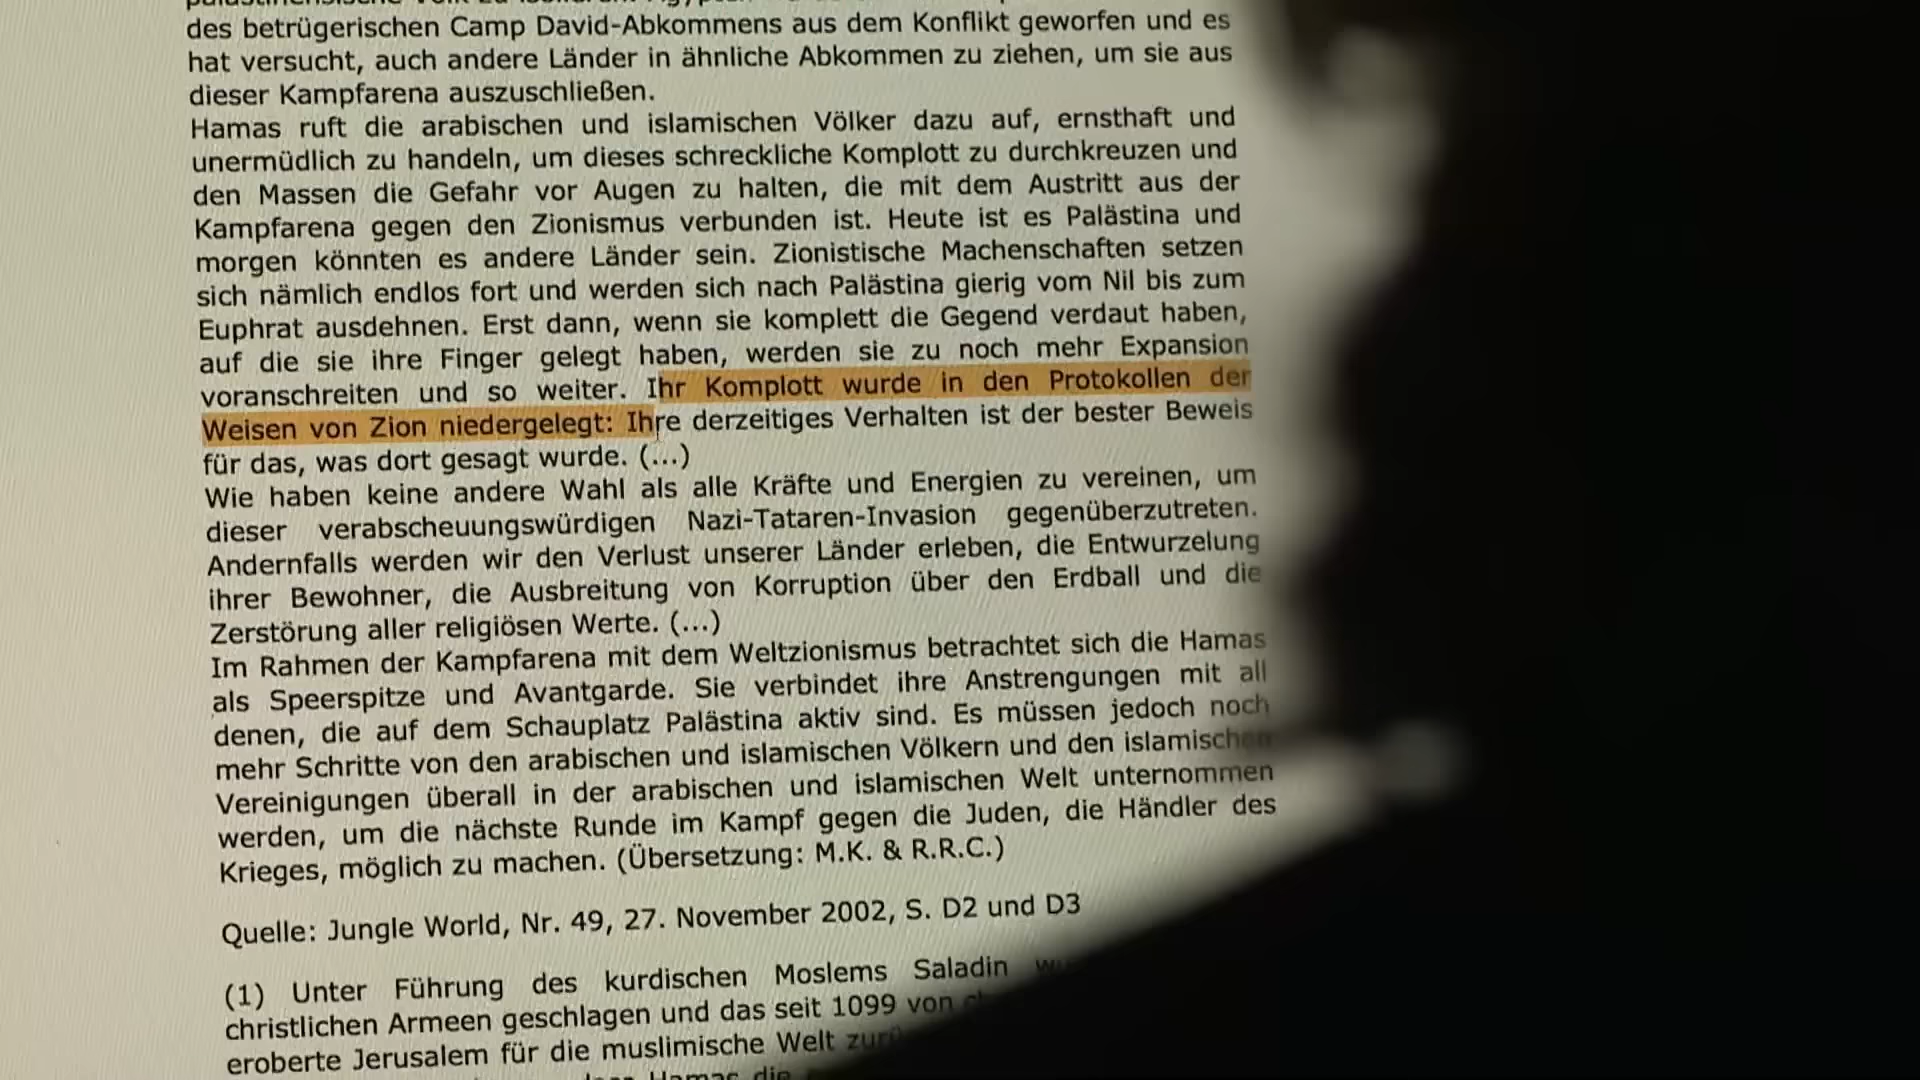 des betrügerischen Camp David-Abkommens aus dem Konflikt geworfen und es
hat versucht, auch andere Länder in ähnliche Abkommen zu ziehen, um sie aus
dieser Kampfarena auszuschließen.
Hamas ruft die arabischen und islamischen Völker dazu auf, ernsthaft und
unermüdlich zu handeln, um dieses schreckliche Komplott zu durchkreuzen und
den Massen die Gefahr vor Augen zu halten, die mit dem Austritt aus der
Kampfarena gegen den Zionismus verbunden ist. Heute ist es Palästina und
morgen könnten es andere Länder sein. Zionistische Machenschaften setzen
sich nämlich endlos fort und werden sich nach Palästina gierig vom Nil bis zum
Euphrat ausdehnen. Erst dann, wenn sie komplett die Gegend verdaut haben,
auf die sie ihre Finger gelegt haben, werden sie zu noch mehr Expansion
voranschreiten und so weiter. Ihr Komplott wurde in den Protokollen der
Weisen von Zion niedergelegt: Ihre derzeitiges Verhalten ist der bester Beweis
für das, was dort gesagt wurde. (...)
Wie haben keine andere Wahl als alle Kräfte und Energien zu vereinen, um
dieser verabscheuungswürdigen Nazi-Tataren-Invasion gegenüberzutreten.
Andernfalls werden wir den Verlust unserer Länder erleben, die Entwurzelung
ihrer Bewohner, die Ausbreitung von Korruption über den Erdball und die
Zerstörung aller religiösen Werte. (...)
Im Rahmen der Kampfarena mit dem Weltzionismus betrachtet sich die Hamas
als Speerspitze und Avantgarde. Sie verbindet ihre Anstrengungen mit all
denen, die auf dem Schauplatz Palästina aktiv sind. Es müssen jedoch noch
mehr Schritte von den arabischen und islamischen Völkern und den islamischen
Vereinigungen überall in der arabischen und islamischen Welt unternommen
werden, um die nächste Runde im Kampf gegen die Juden, die Händler des
Krieges, möglich zu machen. (Übersetzung: M.K. & R.R.C.)
Quelle: Jungle World, Nr. 49, 27. November 2002, S. D2 und D3
(1) Unter Führung des kurdischen Moslems Saladin
christlichen Armeen geschlagen und das seit 1099 von
eroberte Jerusalem für die muslimische Welt
Hamas die